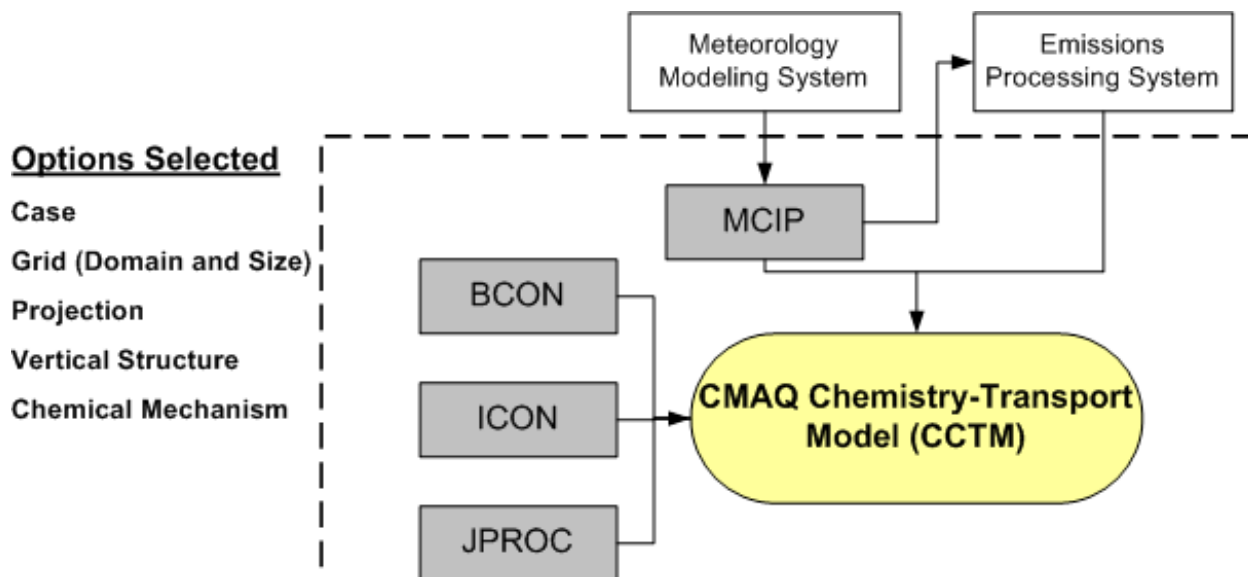 Meteorology
Modeling System
Emissions
Processing System
Options Selected
Case
Grid (Domain and Size)
Projection
Vertical Structure
Chemical Mechanism
MCIP
BCON
ICON
JPROC
CMAQ Chemistry-Transport
Model (CCTM)